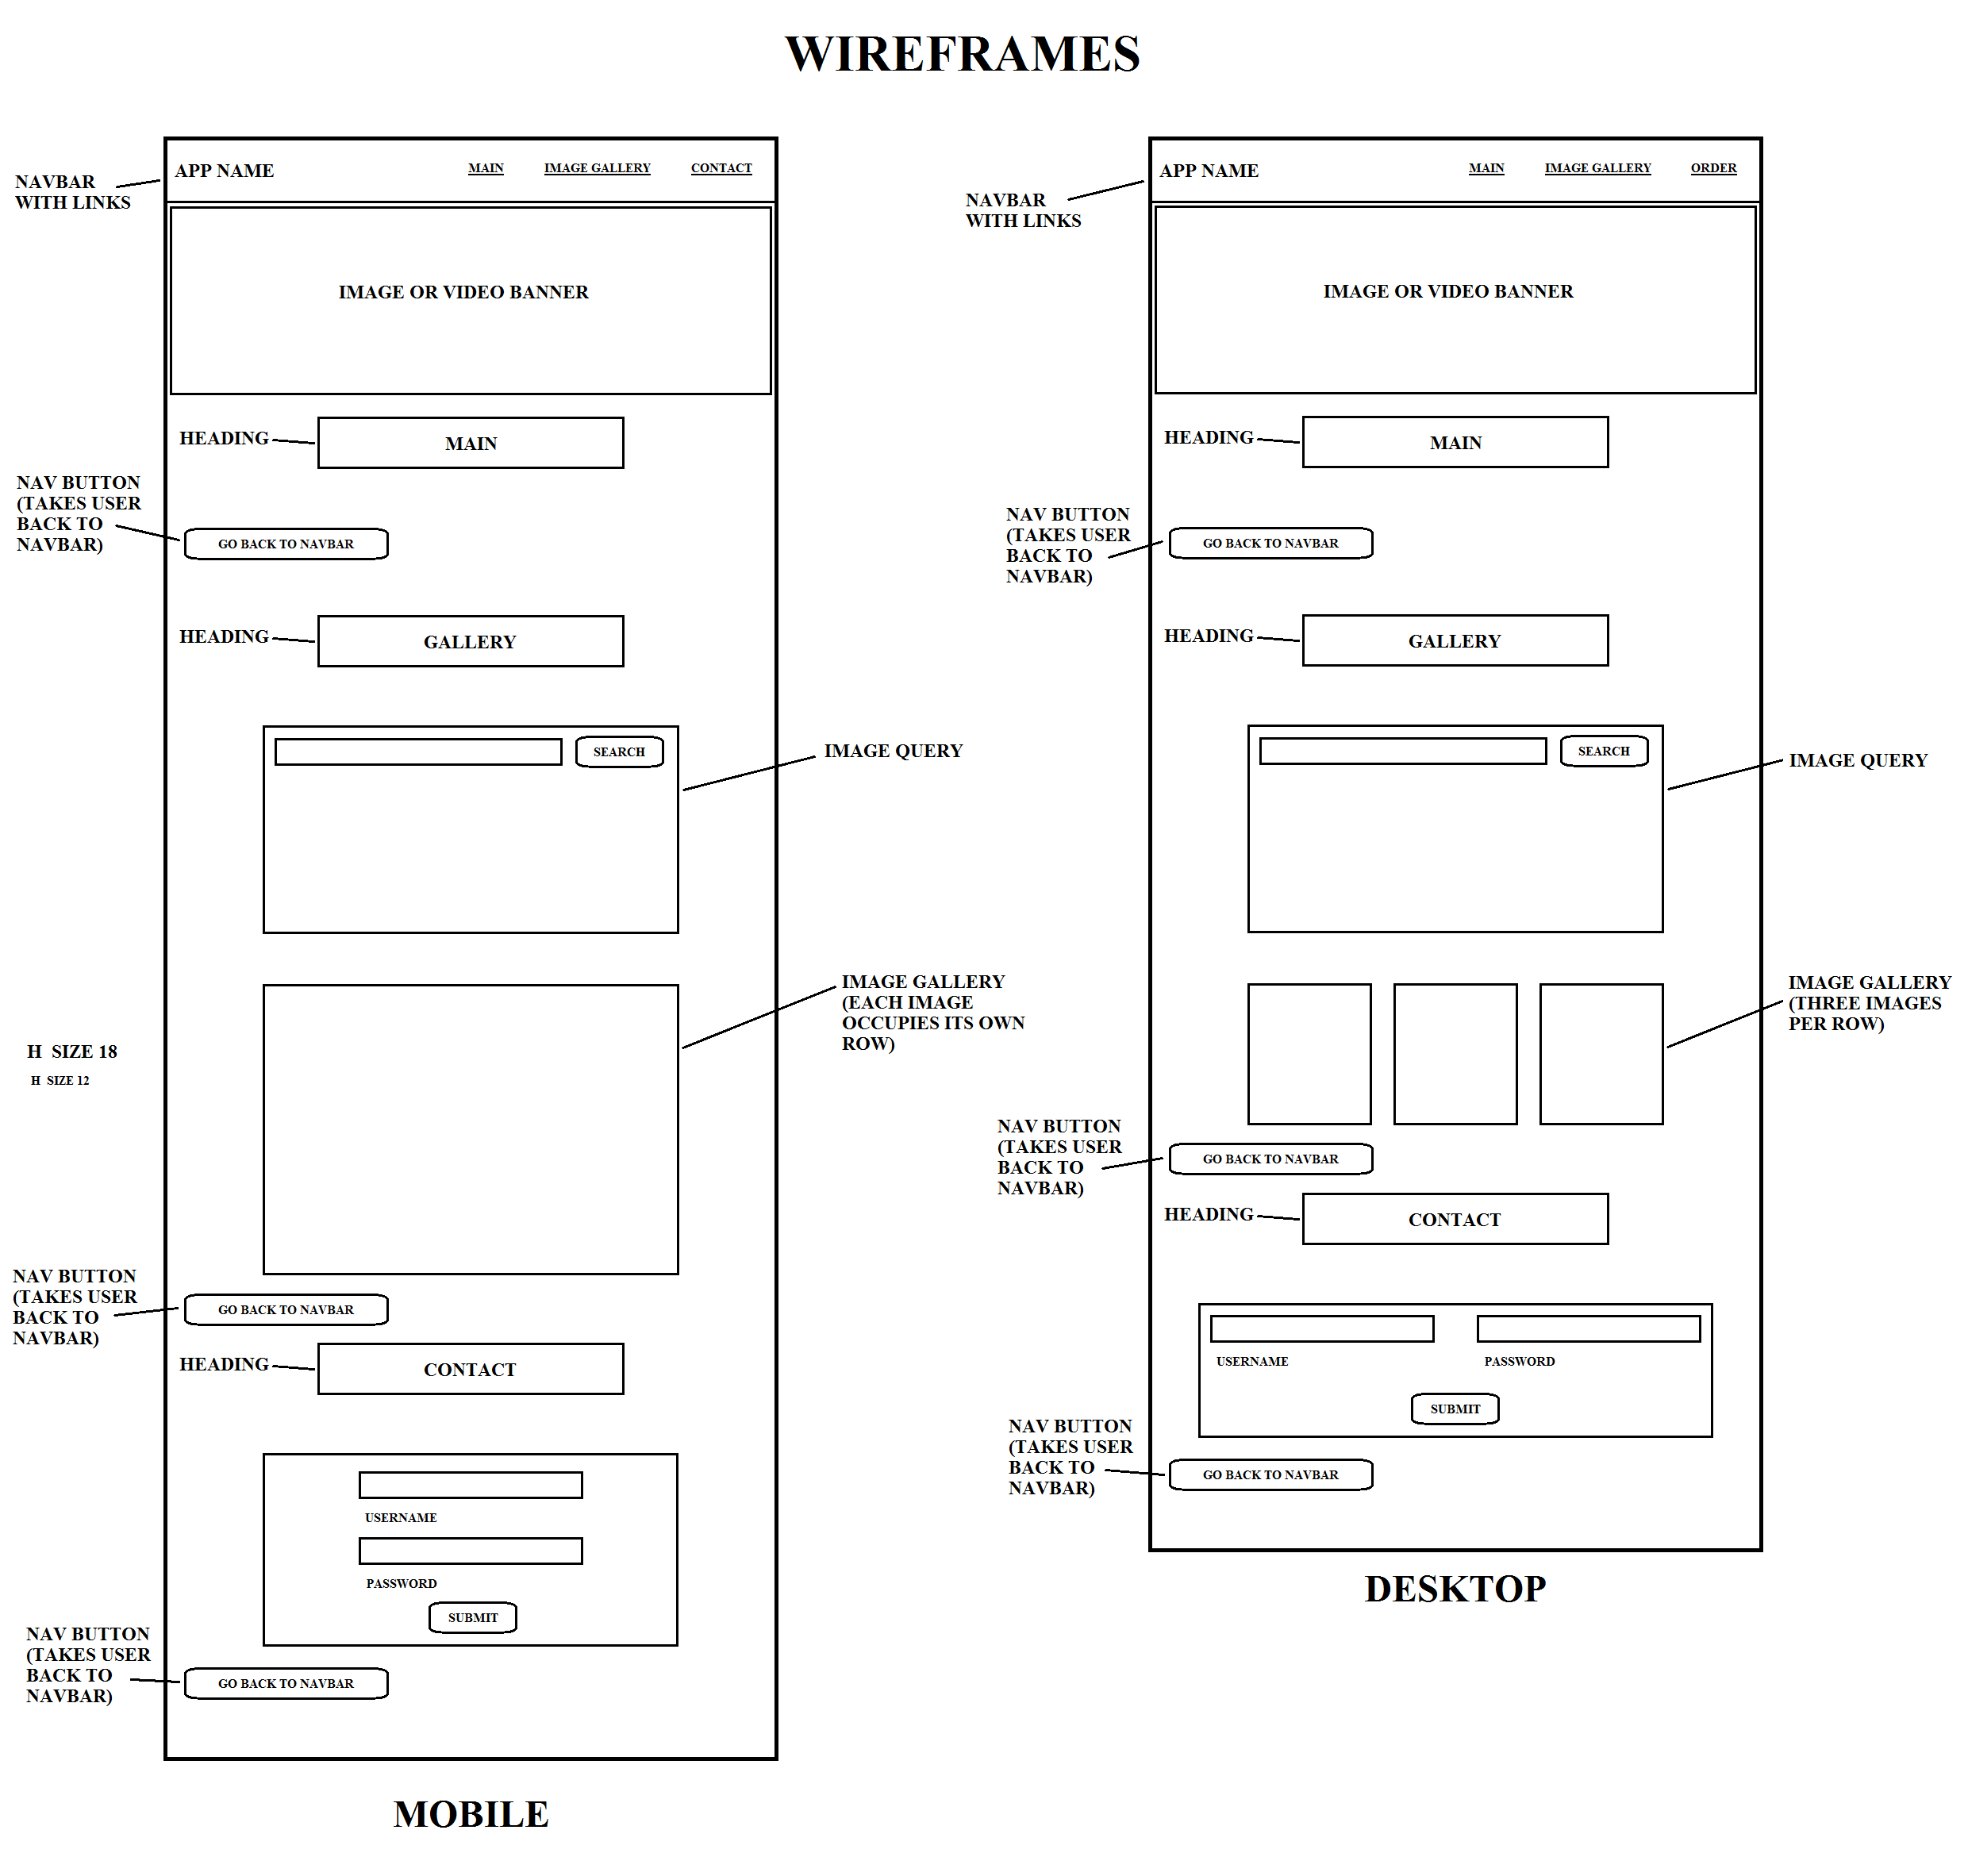 WIREFRAMES
NAVBAR
WITH LINKS
APP NAME
MAIN
IMAGE GALLERY
CONTACT
IMAGE OR VIDEO BANNER
HEADING
MAIN
NAV BUTTON
(TAKES USER
BACK TO
NAVBAR)
GO BACK TO NAVBAR
HEADING
GALLERY
SEARCH
IMAGE QUERY
IMAGE GALLERY
(EACH IMAGE
OCCUPIES ITS OWN
ROW)
H  SIZE 18
H  SIZE 12
NAV BUTTON
(TAKES USER
BACK TO
NAVBAR)
GO BACK TO NAVBAR
HEADING
CONTACT
USERNAME
PASSWORD
SUBMIT
NAV BUTTON
(TAKES USER
BACK TO
NAVBAR)
GO BACK TO NAVBAR
MOBILE
NAVBAR
WITH LINKS
APP NAME
MAIN
IMAGE GALLERY
ORDER
IMAGE OR VIDEO BANNER
HEADING
MAIN
NAV BUTTON
(TAKES USER
BACK TO
NAVBAR)
GO BACK TO NAVBAR
HEADING
GALLERY
SEARCH
IMAGE QUERY
IMAGE GALLERY
(THREE IMAGES
PER ROW)
NAV BUTTON
(TAKES USER
BACK TO
NAVBAR)
GO BACK TO NAVBAR
HEADING
CONTACT
USERNAME
PASSWORD
SUBMIT
NAV BUTTON
(TAKES USER
BACK TO
NAVBAR)
GO BACK TO NAVBAR
DESKTOP